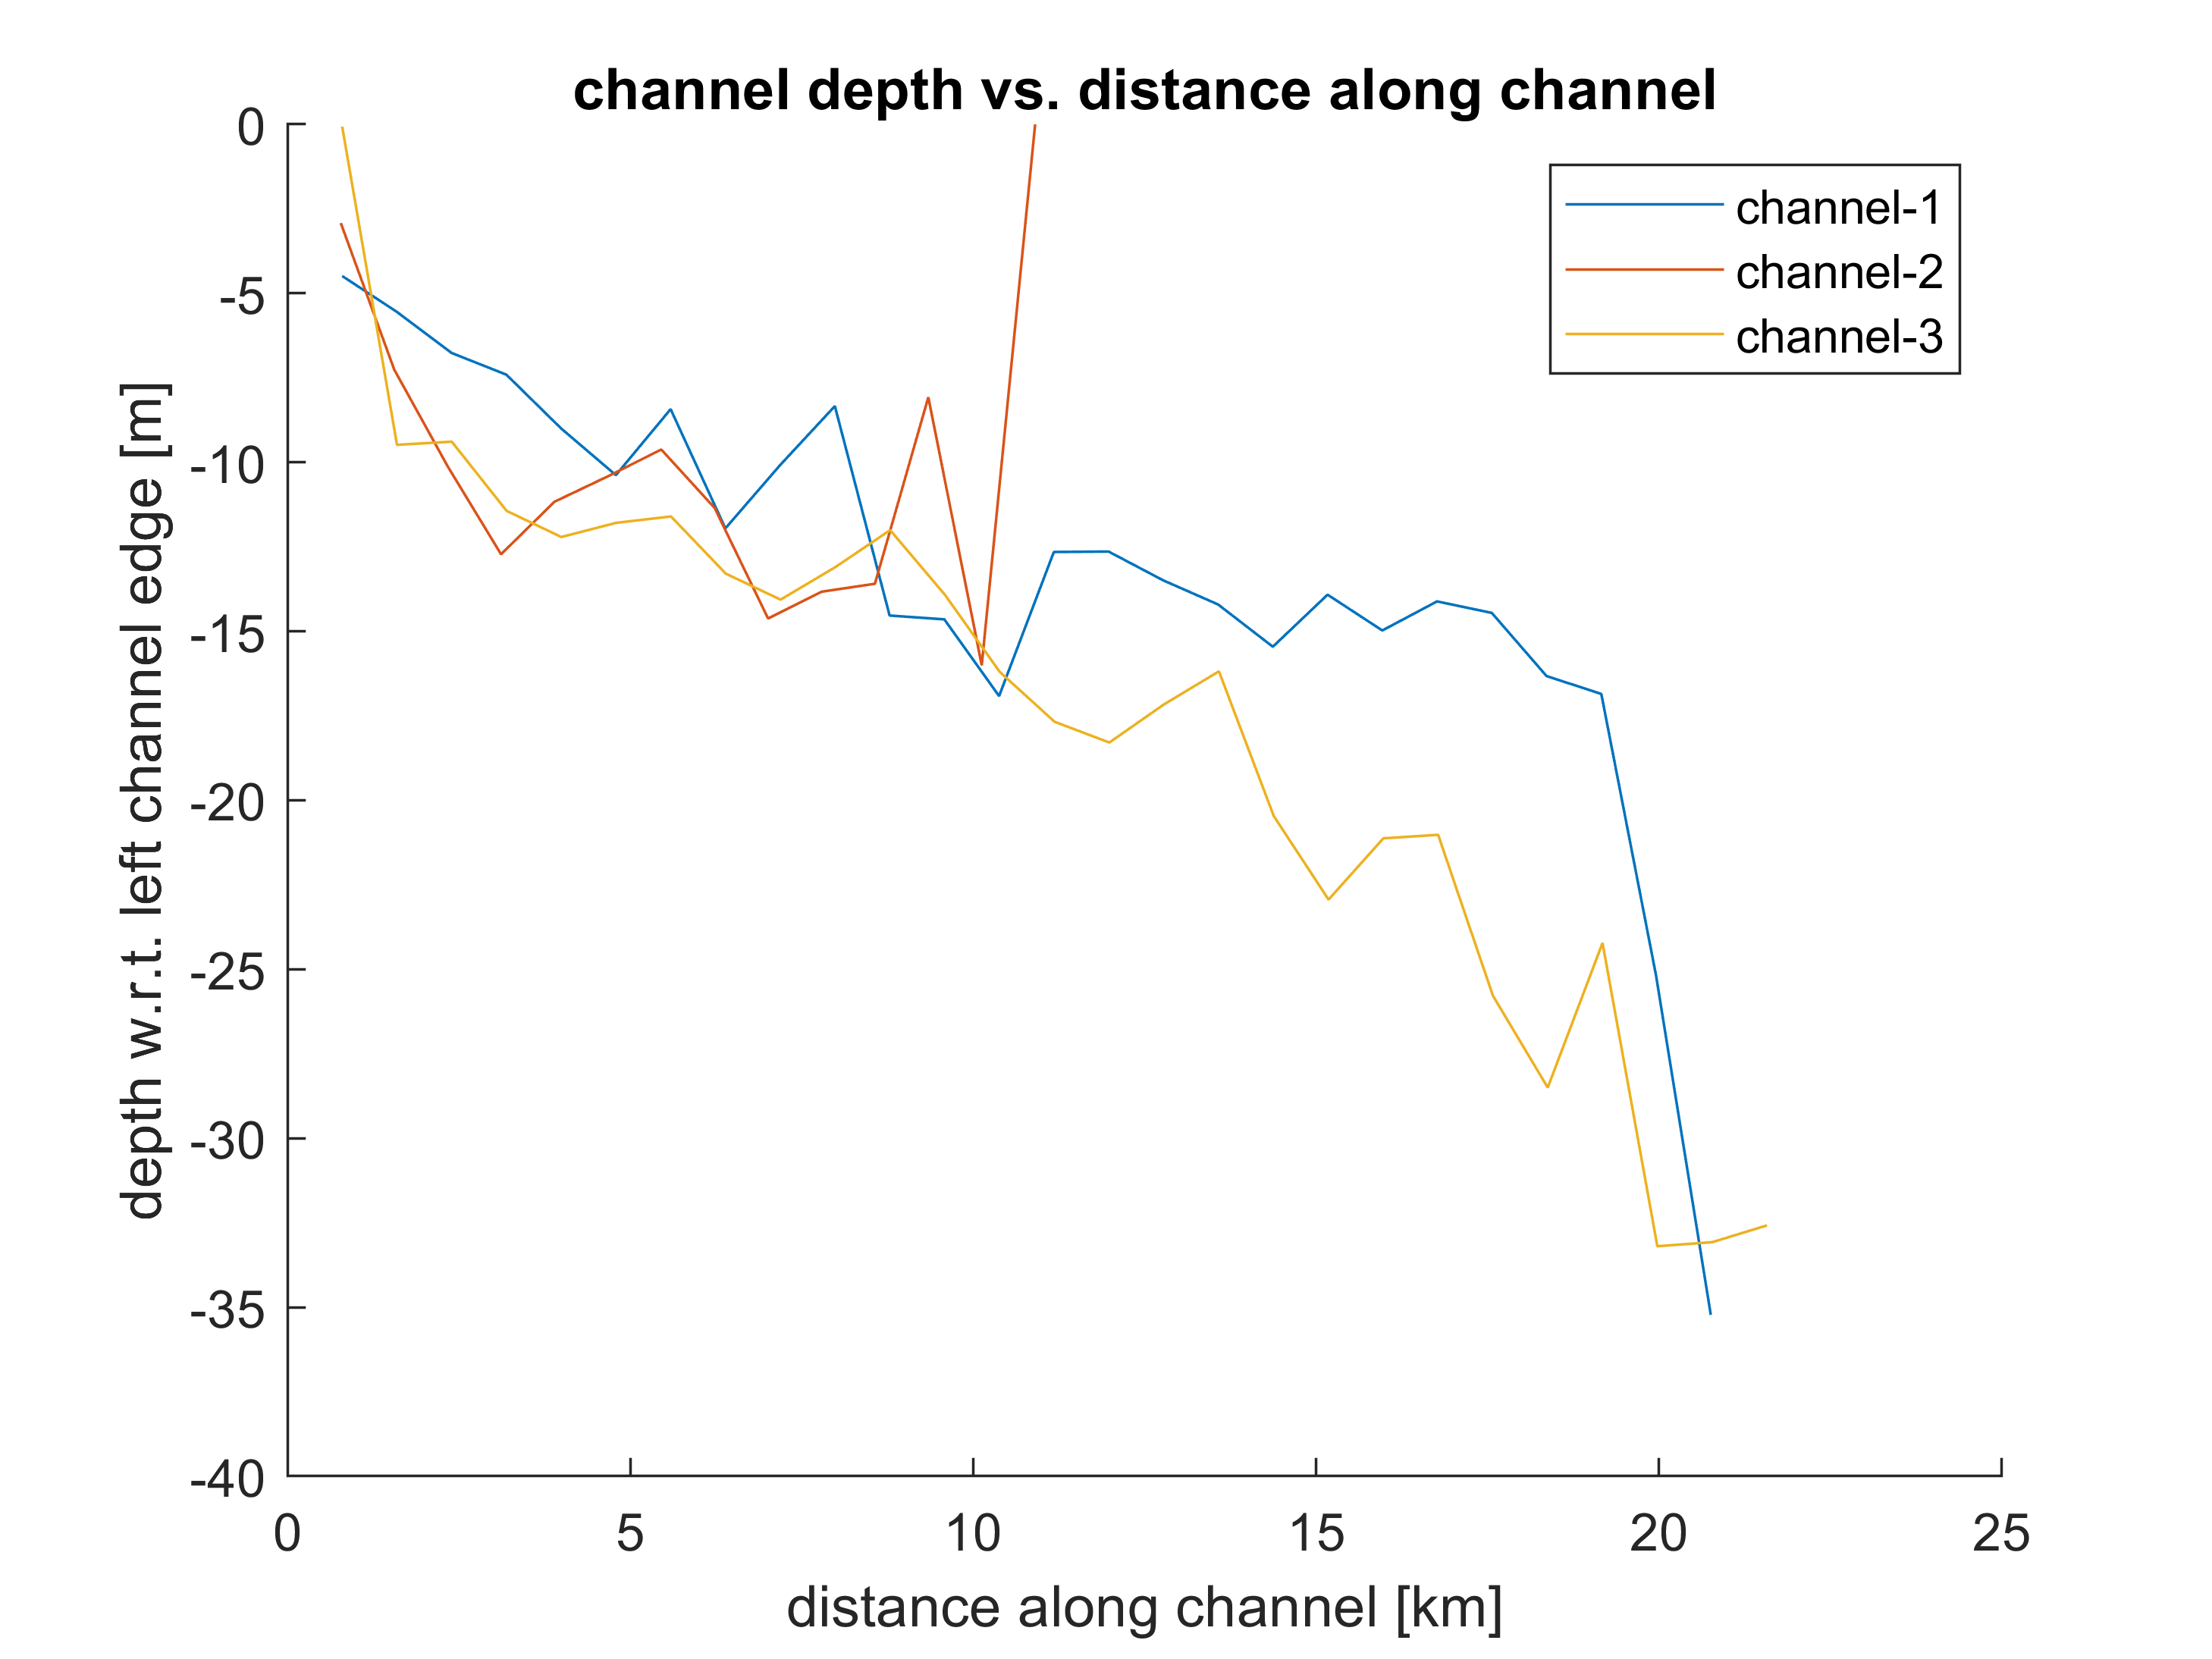 channel depth vs. distance along channel
channel-1
channel-2
channel-3
depth w.r.t. left channel edge [m]
0
-5
-10
-15
-20
-25
-30
-35
-40
0 5 10 15 20 25
distance along channel [km]